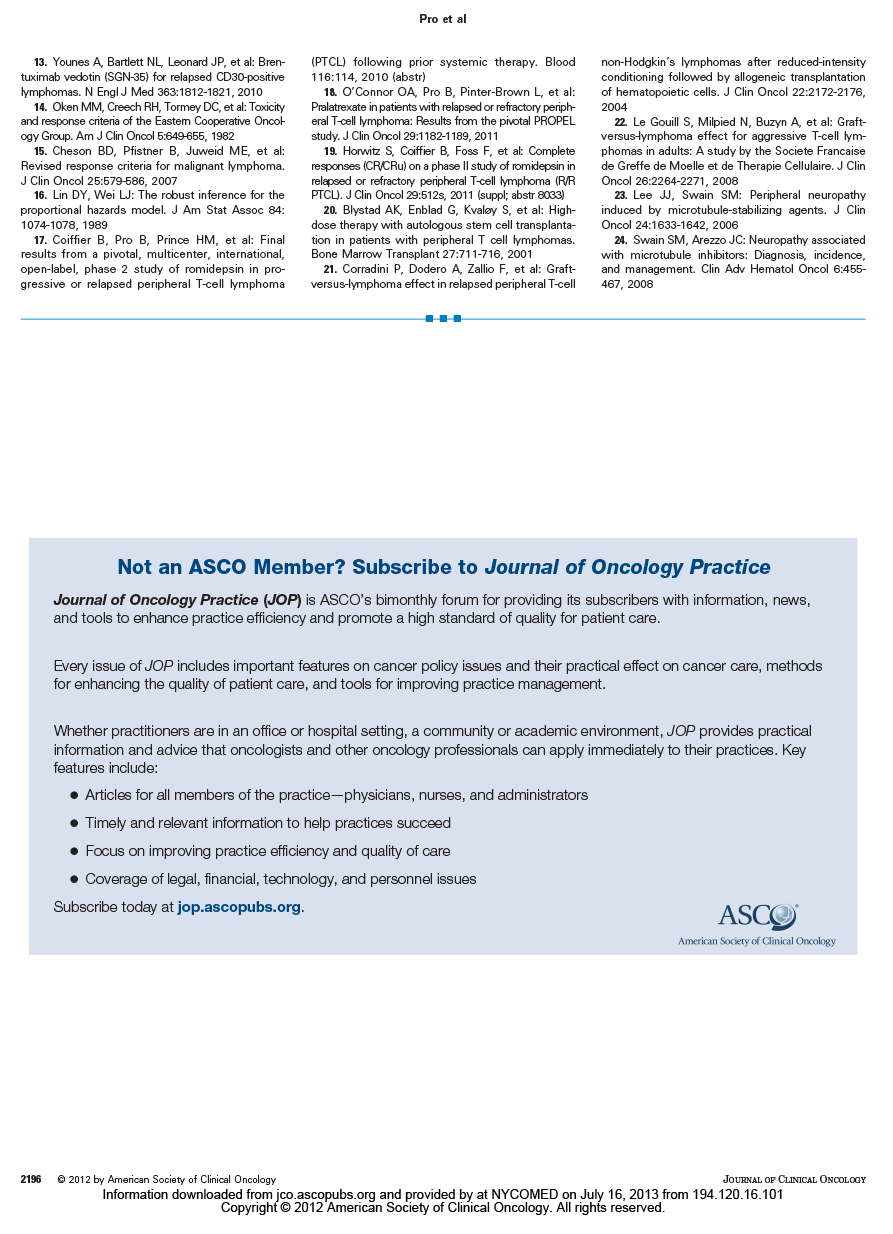 Pro et al
13. Younes A, Bartlett NL, Leonard JP, et al: Bren-
tuximab vedotin (SGN-35) for relapsed CD30-positive
lymphomas. N Engl J Med 363:1812-1821, 2010
14. Oken MM, Creech RH, Tormey DC, et al: Toxicity
and response criteria of the Eastern Cooperative Oncol-
ogy Group. Am J Clin Oncol 5:649-655, 1982
15. Cheson BD, Pfistner B, Juweid ME, et al:
Revised response criteria for malignant lymphoma.
J Clin Oncol 25:579-586, 2007
16. Lin DY, Wei LJ: The robust inference for the
proportional hazards model. J Am Stat Assoc 84:
1074-1078, 1989
17. Coiffier B, Pro B, Prince HM, et al: Final
results from a pivotal, multicenter, international,
open-label, phase 2 study of romidepsin in pro-
gressive or relapsed peripheral T-cell lymphoma
(PTCL) following prior systemic therapy. Blood
116:114, 2010 (abstr)
18. O'Connor OA, Pro B, Pinter-Brown L, et al:
Pralatrexate in patients with relapsed or refractory periph-
eral T-cell lymphoma: Results from the pivotal PROPEL
study. J Clin Oncol 29:1182-1189, 2011
19. Horwitz S, Coiffier B, Foss F, et al: Complete
responses (CR/CRu) on a phase II study of romidepsin in
relapsed or refractory peripheral T-cell lymphoma (R/R
PTCL). J Clin Oncol 29:512s, 2011 (suppl; abstr 8033)
20. Blystad AK, Enblad G, Kvaløy S, et al: High-
dose therapy with autologous stem cell transplanta-
tion in patients with peripheral T cell lymphomas.
Bone Marrow Transplant 27:711-716, 2001
21. Corradini P, Dodero A, Zallio F, et al: Graft-
versus-lymphoma effect in relapsed peripheral T-cell
non-Hodgkin's lymphomas after reduced-intensity
conditioning followed by allogeneic transplantation
of hematopoietic cells. J Clin Oncol 22:2172-2176,
2004
22. Le Gouill S, Milpied N, Buzyn A, et al: Graft-
versus-lymphoma effect for aggressive T-cell lym-
phomas in adults: A study by the Societe Francaise
de Greffe de Moelle et de Therapie Cellulaire. J Clin
Oncol 26:2264-2271, 2008
23. Lee JJ, Swain SM: Peripheral neuropathy
induced by microtubule-stabilizing agents. J Clin
Oncol 24:1633-1642, 2006
24. Swain SM, Arezzo JC: Neuropathy associated
with microtubule inhibitors: Diagnosis, incidence,
and management. Clin Adv Hematol Oncol 6:455-
467, 2008
Not an ASCO Member? Subscribe to Journal of Oncology Practice
Journal of Oncology Practice (JOP) is ASCO's bimonthly forum for providing its subscribers with information, news,
and tools to enhance practice efficiency and promote a high standard of quality for patient care.
Every issue of JOP includes important features on cancer policy issues and their practical effect on cancer care, methods
for enhancing the quality of patient care, and tools for improving practice management.
Whether practitioners are in an office or hospital setting, a community or academic environment, JOP provides practical
information and advice that oncologists and other oncology professionals can apply immediately to their practices. Key
features include:
● Articles for all members of the practice—physicians, nurses, and administrators
● Timely and relevant information to help practices succeed
● Focus on improving practice efficiency and quality of care
● Coverage of legal, financial, technology, and personnel issues
Subscribe today at jop.ascopubs.org.
ASCO®
American Society of Clinical Oncology
2196 © 2012 by American Society of Clinical Oncology
JOURNAL OF CLINICAL ONCOLOGY
Information downloaded from jco.ascopubs.org and provided by at NYCOMED on July 16, 2013 from 194.120.16.101
Copyright © 2012 American Society of Clinical Oncology. All rights reserved.